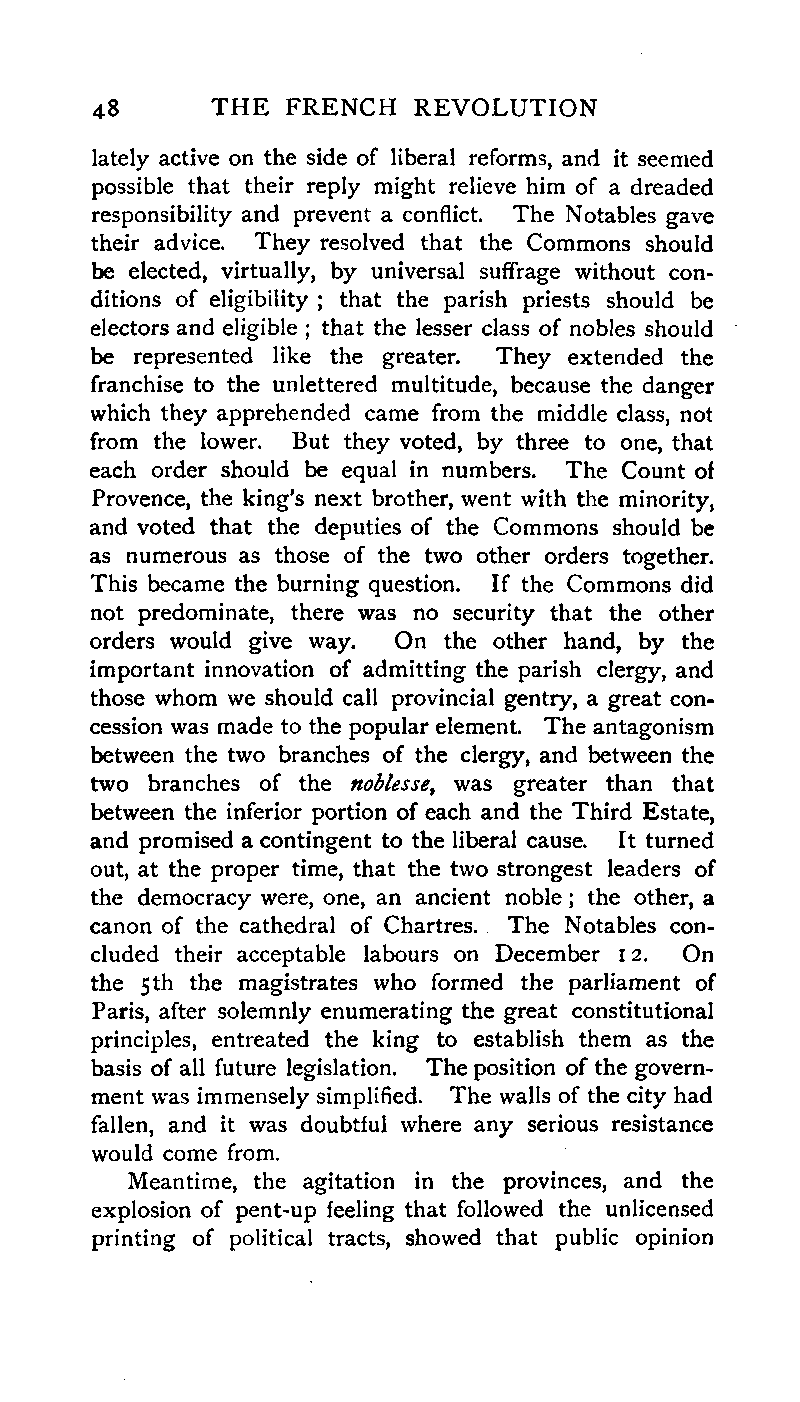 48 THE FRENCH REVOLUTION
lately active on the side of liberal reforms, and it seemed
possible that their reply might relieve him of a dreaded
responsibility and prevent a conflict. The Notables gave
their advice. They resolved that the Commons should
be elected, virtually, by universal suffrage without con-
ditions of eligibility ; that the parish priests should be
electors and eligible ; that the lesser class of nobles should
be represented like the greater. They extended the
franchise to the unlettered multitude, because the danger
which they apprehended came from the middle class, not
from the lower. But they voted, by three to one, that
each order should be equal in numbers. The Count of
Provence, the king's next brother, went with the minority,
and voted that the deputies of the Commons should be
as numerous as those of the two other orders together.
This became the burning question. If the Commons did
not predominate, there was no security that the other
orders would give way. On the other hand, by the
important innovation of admitting the parish clergy, and
those whom we should call provincial gentry, a great con-
cession was made to the popular element. The antagonism
between the two branches of the clergy, and between the
two branches of the noblesse, was greater than that
between the inferior portion of each and the Third Estate,
and promised a contingent to the liberal cause. It turned
out, at the proper time, that the two strongest leaders of
the democracy were, one, an ancient noble ; the other, a
canon of the cathedral of Chartres. The Notables con-
cluded their acceptable labours on December 12. On
the 5th the magistrates who formed the parliament of
Paris, after solemnly enumerating the great constitutional
principles, entreated the king to establish them as the
basis of all future legislation. The position of the govern-
ment was immensely simplified. The walls of the city had
fallen, and it was doubtful where any serious resistance
would come from.
Meantime, the agitation in the provinces, and the
explosion of pent-up feeling that followed the unlicensed
printing of political tracts, showed that public opinion